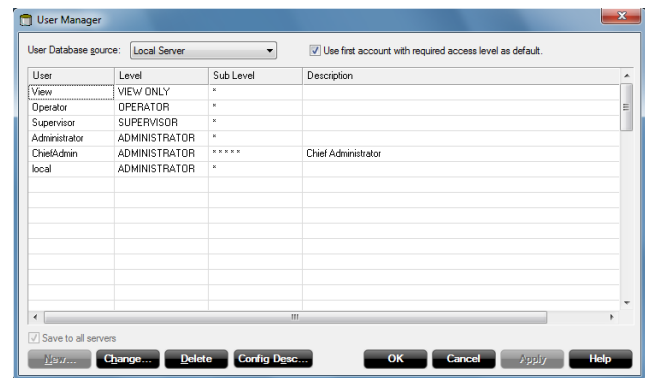 User Manager
User Database source: Local Server Use first account with required access level as default.
User Level Sub Level Description
View VIEW ONLY *
Operator OPERATOR *
Supervisor SUPERVISOR *
Administrator ADMINISTRATOR *
ChiefAdmin ADMINISTRATOR * * * * * Chief Administrator
local ADMINISTRATOR *
Save to all servers
New... Change... Delete Config Desc... OK Cancel Apply Help